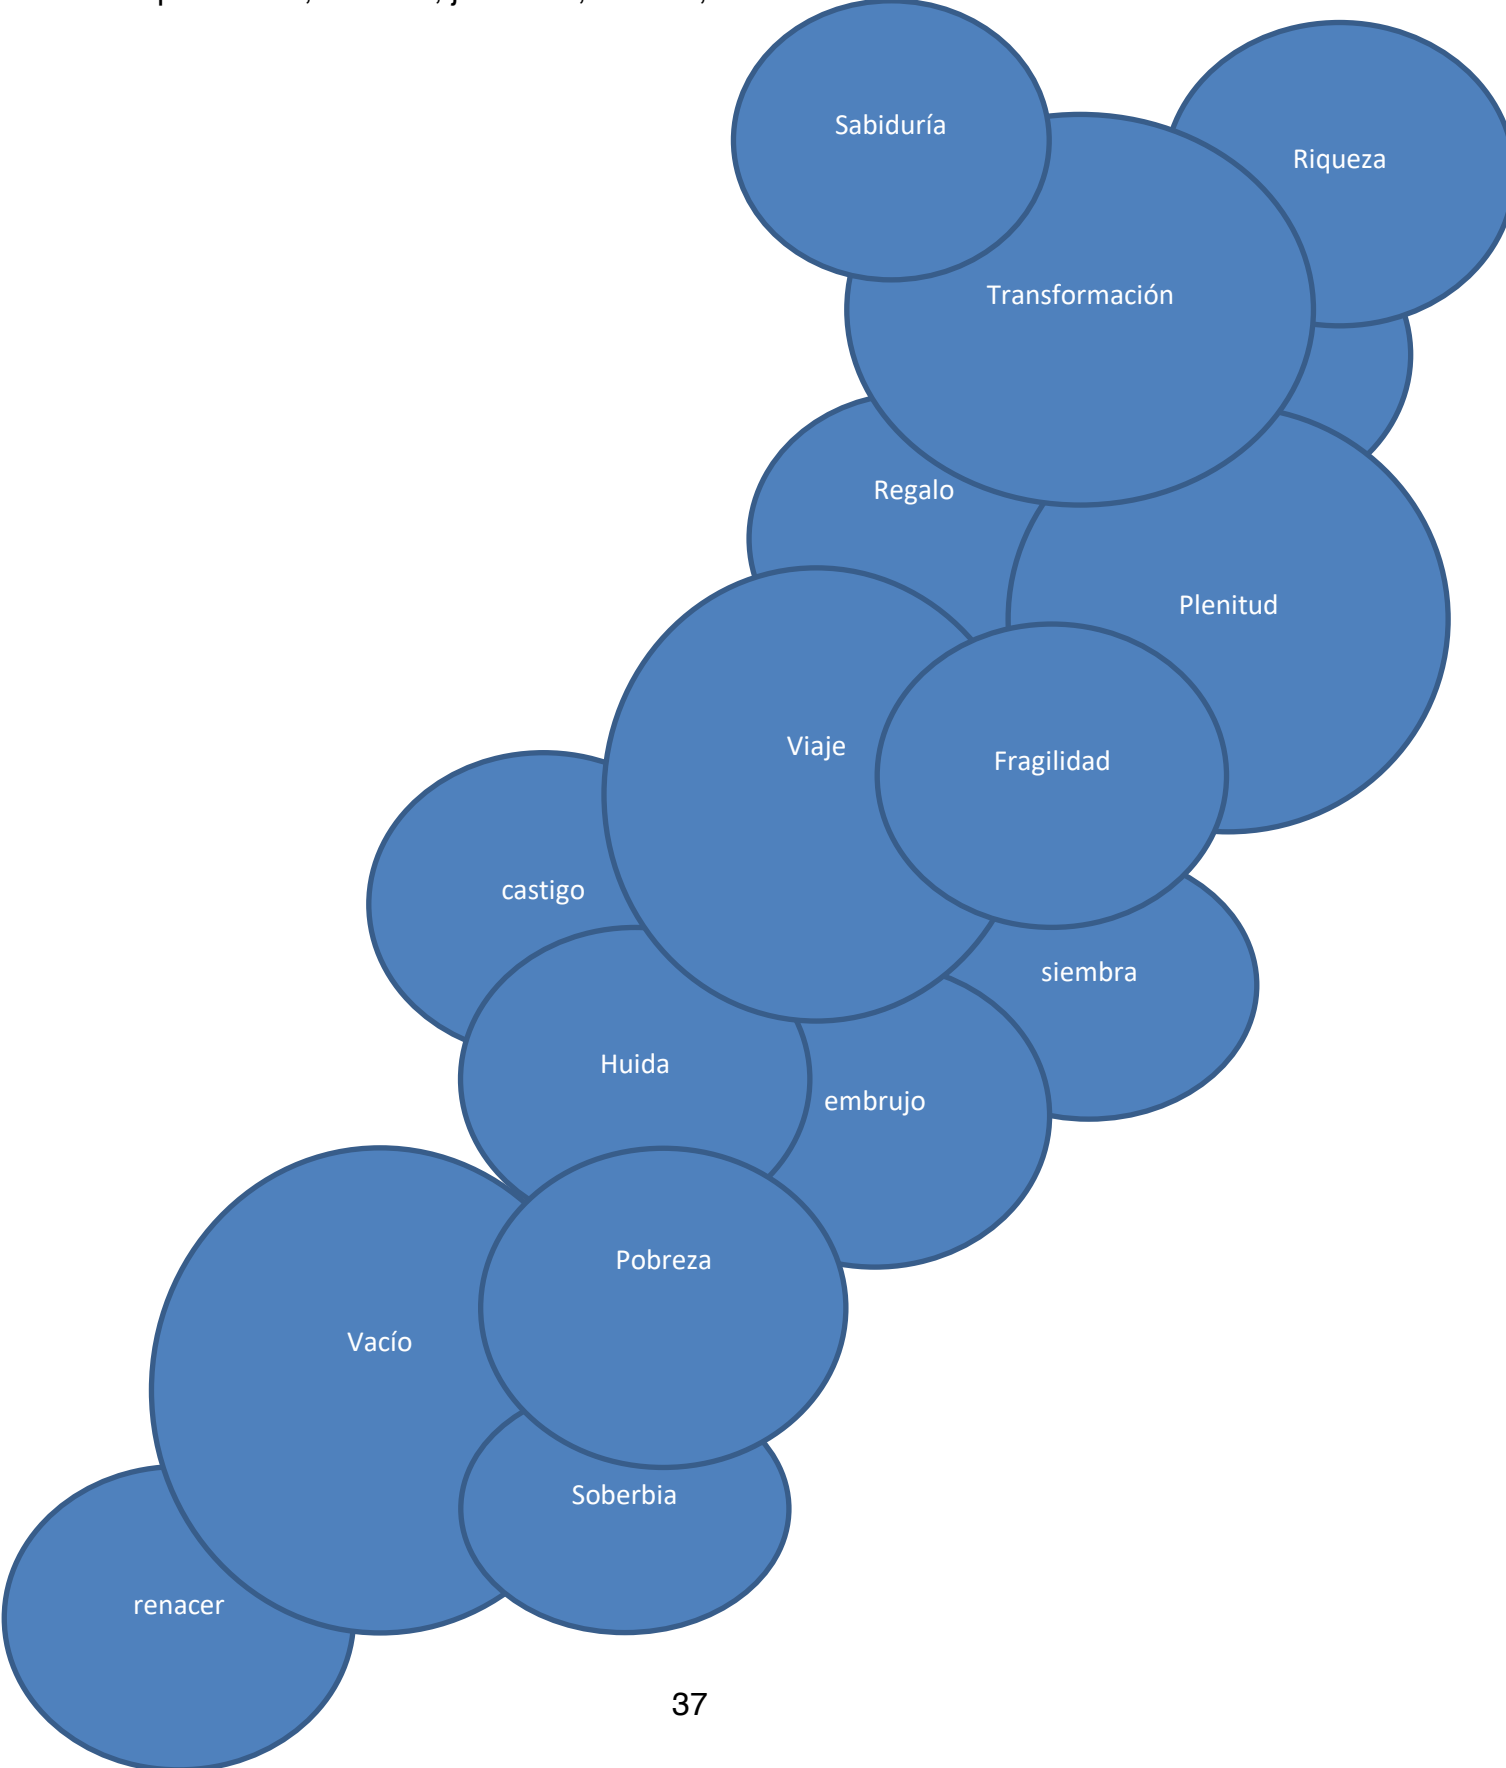 Sabiduría
Riqueza
Transformación
Regalo
Plenitud
Viaje
Fragilidad
castigo
siembra
Huida
embrujo
Pobreza
Vacío
Soberbia
renacer
37